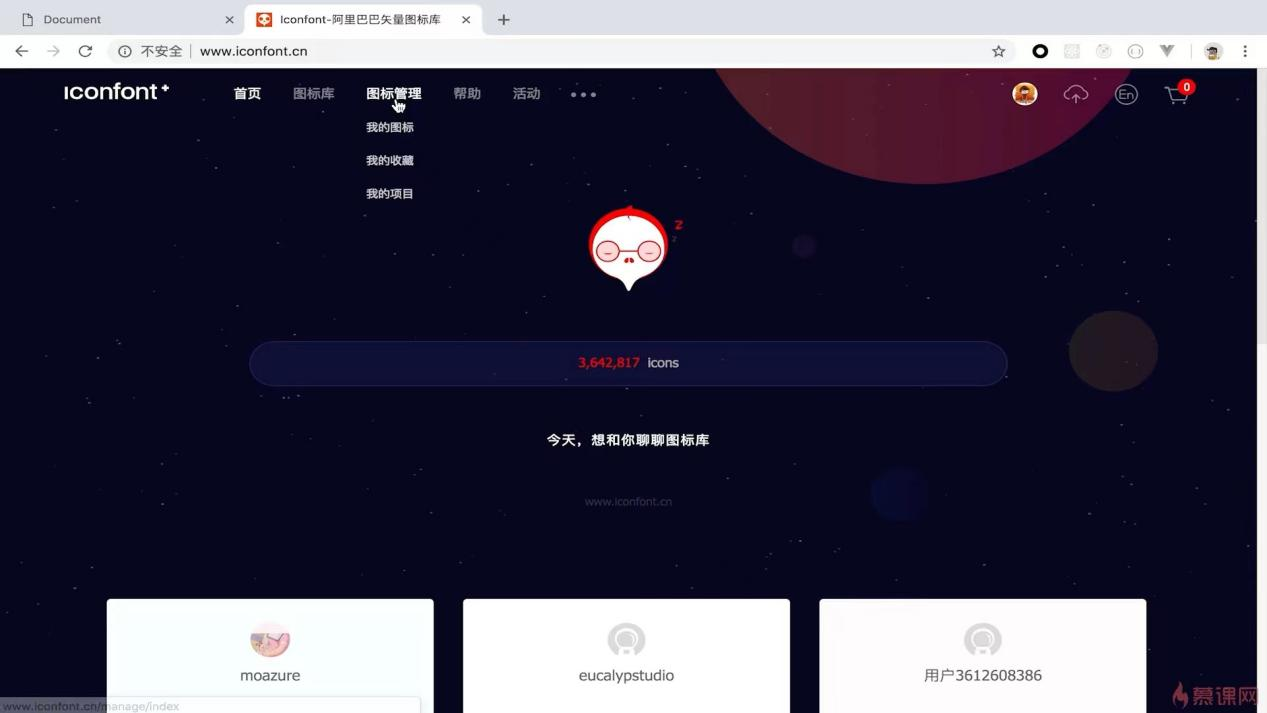 Document
Iconfont-阿里巴巴矢量图标库
不安全 www.iconfont.cn
ıconfont+ 首页 图标库 图标管理 帮助 活动 ••• En 0
我的图标
我的收藏
我的项目
z
z
3,642,817 icons
今天，想和你聊聊图标库
www.iconfont.cn
moazure eucalypstudio 用户3612608386
www.iconfont.cn/manage/index
慕课网